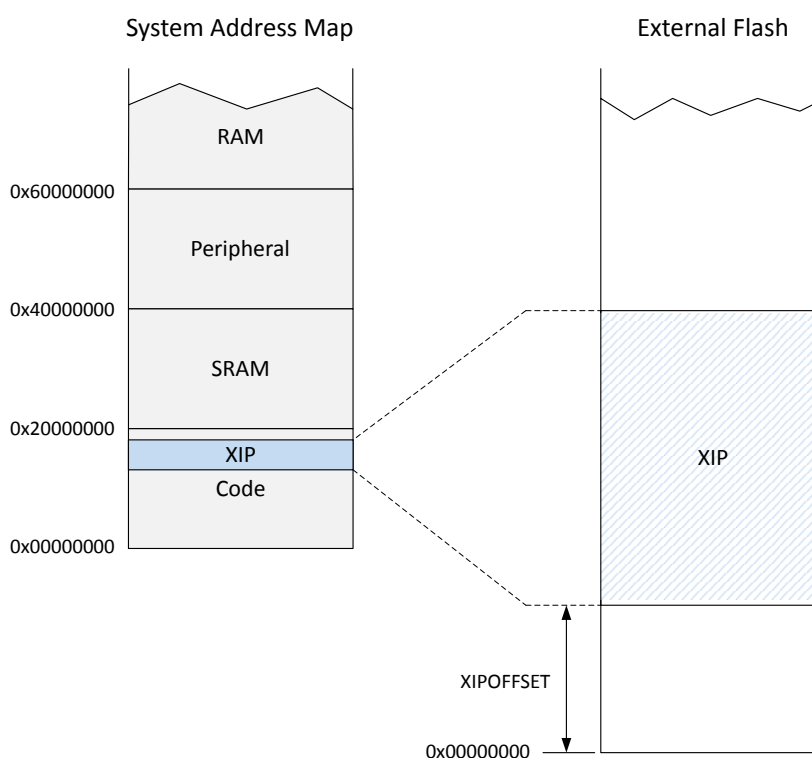 System Address Map
External Flash
RAM
0x60000000
Peripheral
0x40000000
SRAM
0x20000000
XIP
XIP
Code
0x00000000
XIPOFFSET
0x00000000